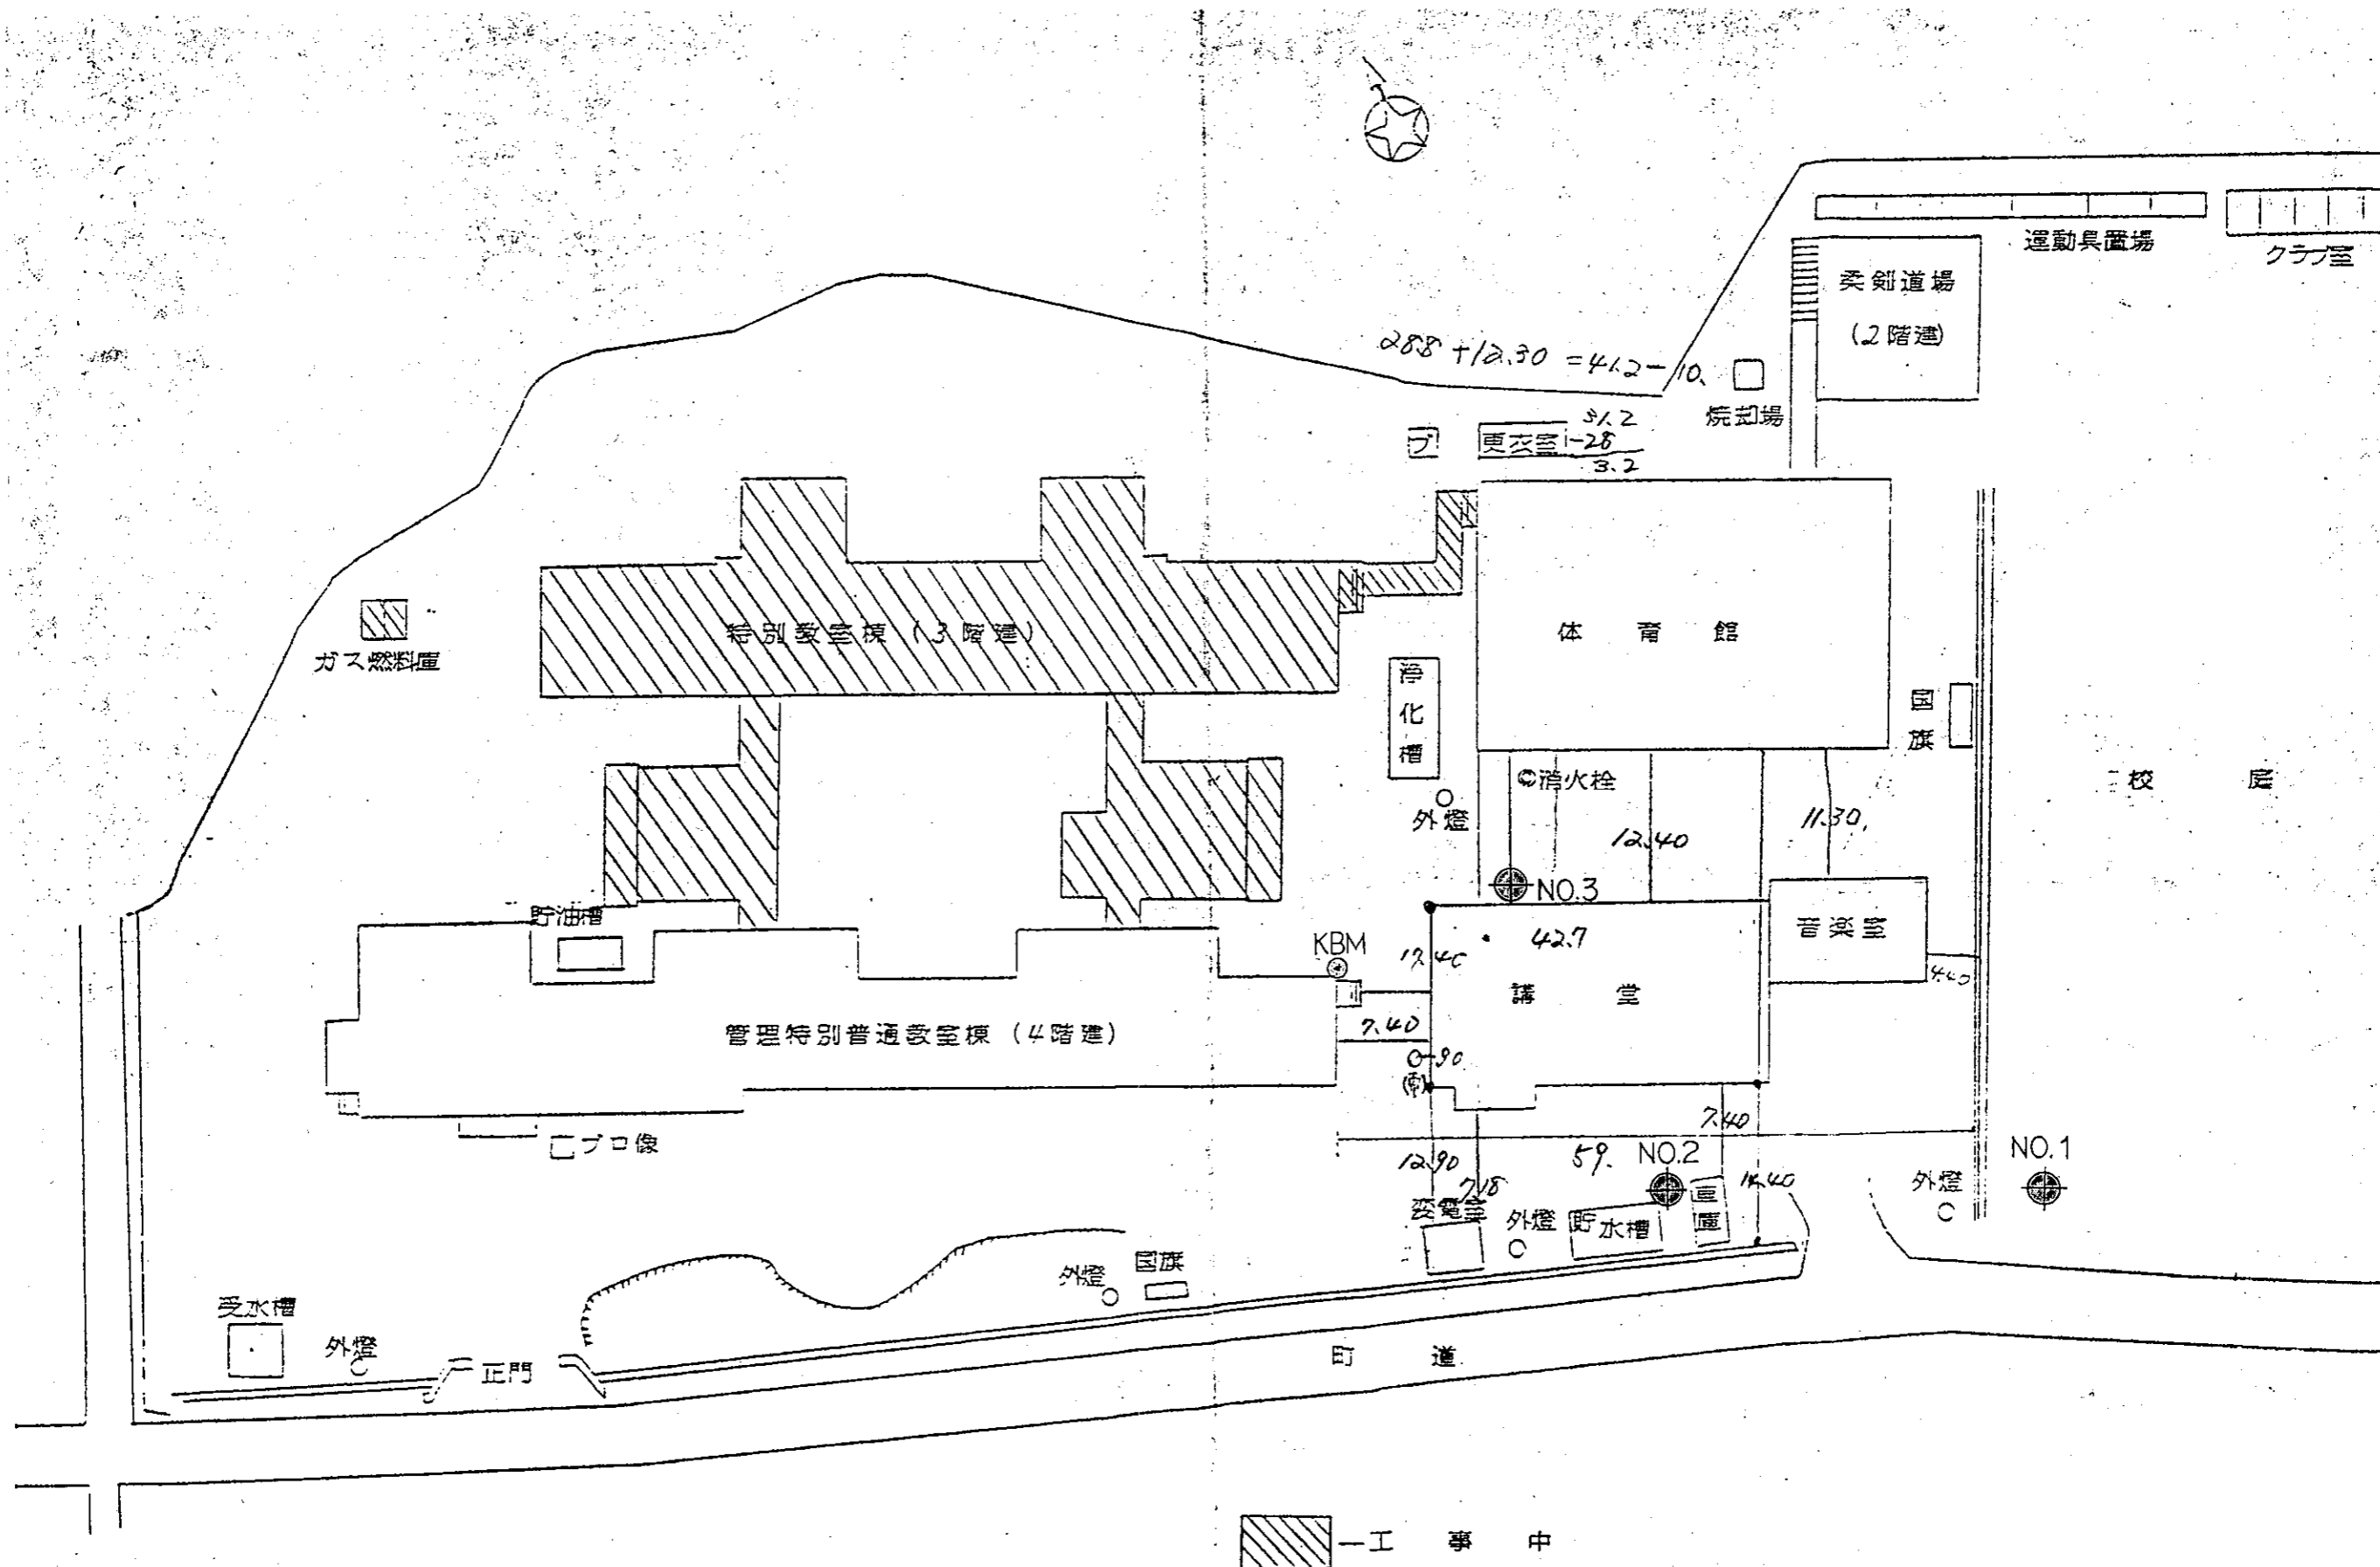 運動具置場
クラブ室
柔剣道場
(2階建)
288+12.30=41.2-10.
焼却場
31.2
-28
3.2
プ
更衣室
特別教室棟(3階建)
体育館
ガス燃料庫
浄化槽
国旗
校庭
消火栓
外燈
12.40
11.30.
NO.3
貯油槽
音楽室
KBM
42.7
17.40
講堂
4.40
管理特別普通教室棟(4階建)
7.40
90
ブロ像
7.40
12.90
59.
NO.2
NO.1
7.18
14.40
変電室
外燈
貯水槽
外燈
国旗
外燈
受水槽
外燈
正門
町道
工事中